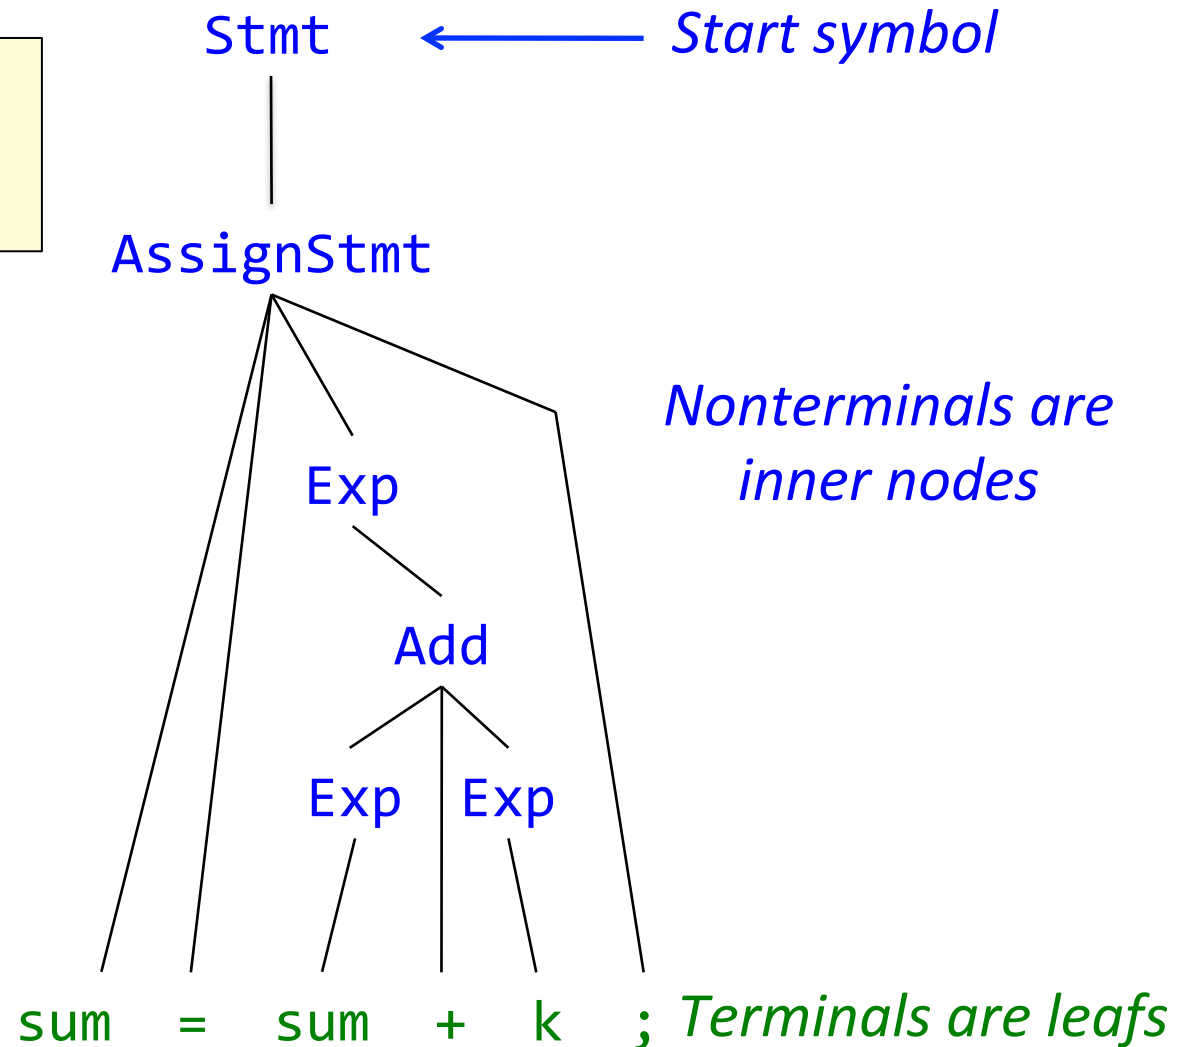 Stmt
Start symbol
AssignStmt
Nonterminals are
inner nodes
Exp
Add
Exp Exp
sum = sum + k ;
Terminals are leafs